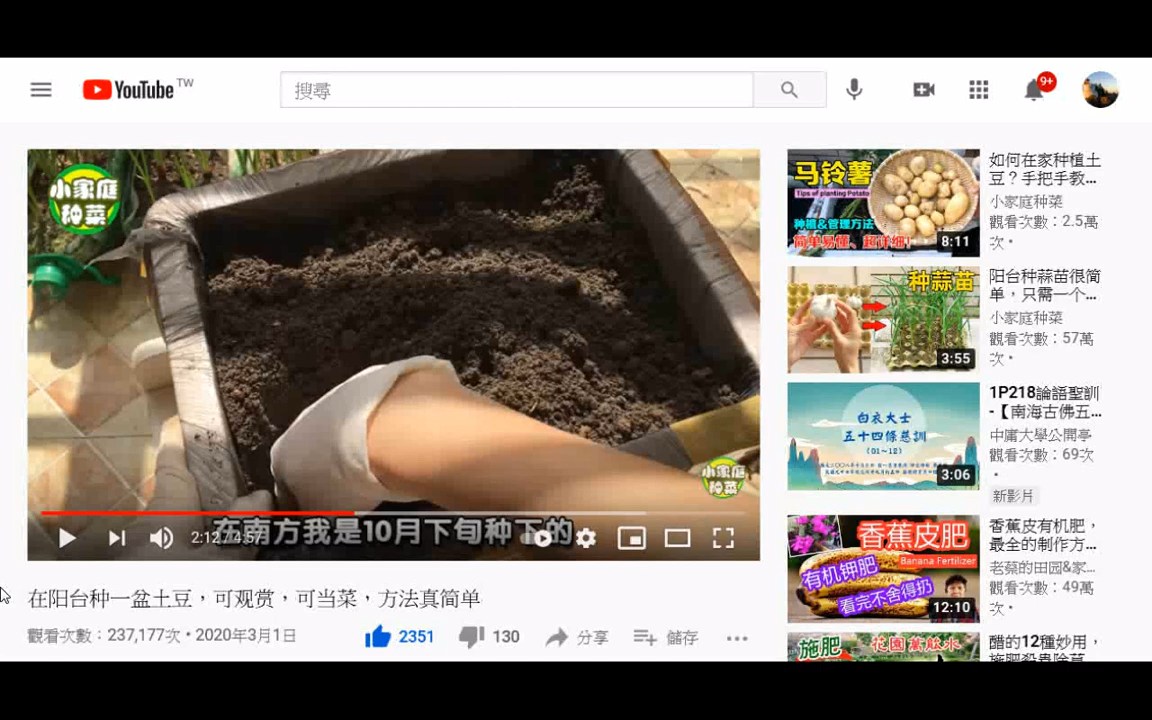 YouTube TW
搜尋
9+
小家庭
种菜
小家庭
种菜
在南方我是10月下旬种下的
2:12 / 4:57
在阳台种一盆土豆，可观赏，可当菜，方法真简单
觀看次數：237,177次 • 2020年3月1日
2351
130
分享
儲存
马铃薯
Tips of planting Potato
种植&管理方法
简单易懂、超详细!
8:11
如何在家种植土
豆？手把手教...
小家庭种菜
觀看次數：2.5萬
次 •
种蒜苗
3:55
阳台种蒜苗很简
单，只需一个...
小家庭种菜
觀看次數：57萬
次 •
白衣大士
五十四條慈訓
(01~12)
3:06
1P218論語聖訓
-【南海古佛五...
中庸大學公開亭
觀看次數：69次
•
新影片
香蕉皮肥
Banana Fertilizer
有机钾肥
看完不舍得扔
12:10
香蕉皮有机肥，
最全的制作方...
老蔡的田园&家...
觀看次數：49萬
次 •
施肥
花園萬能水
醋的12種妙用，
施肥殺蟲除草